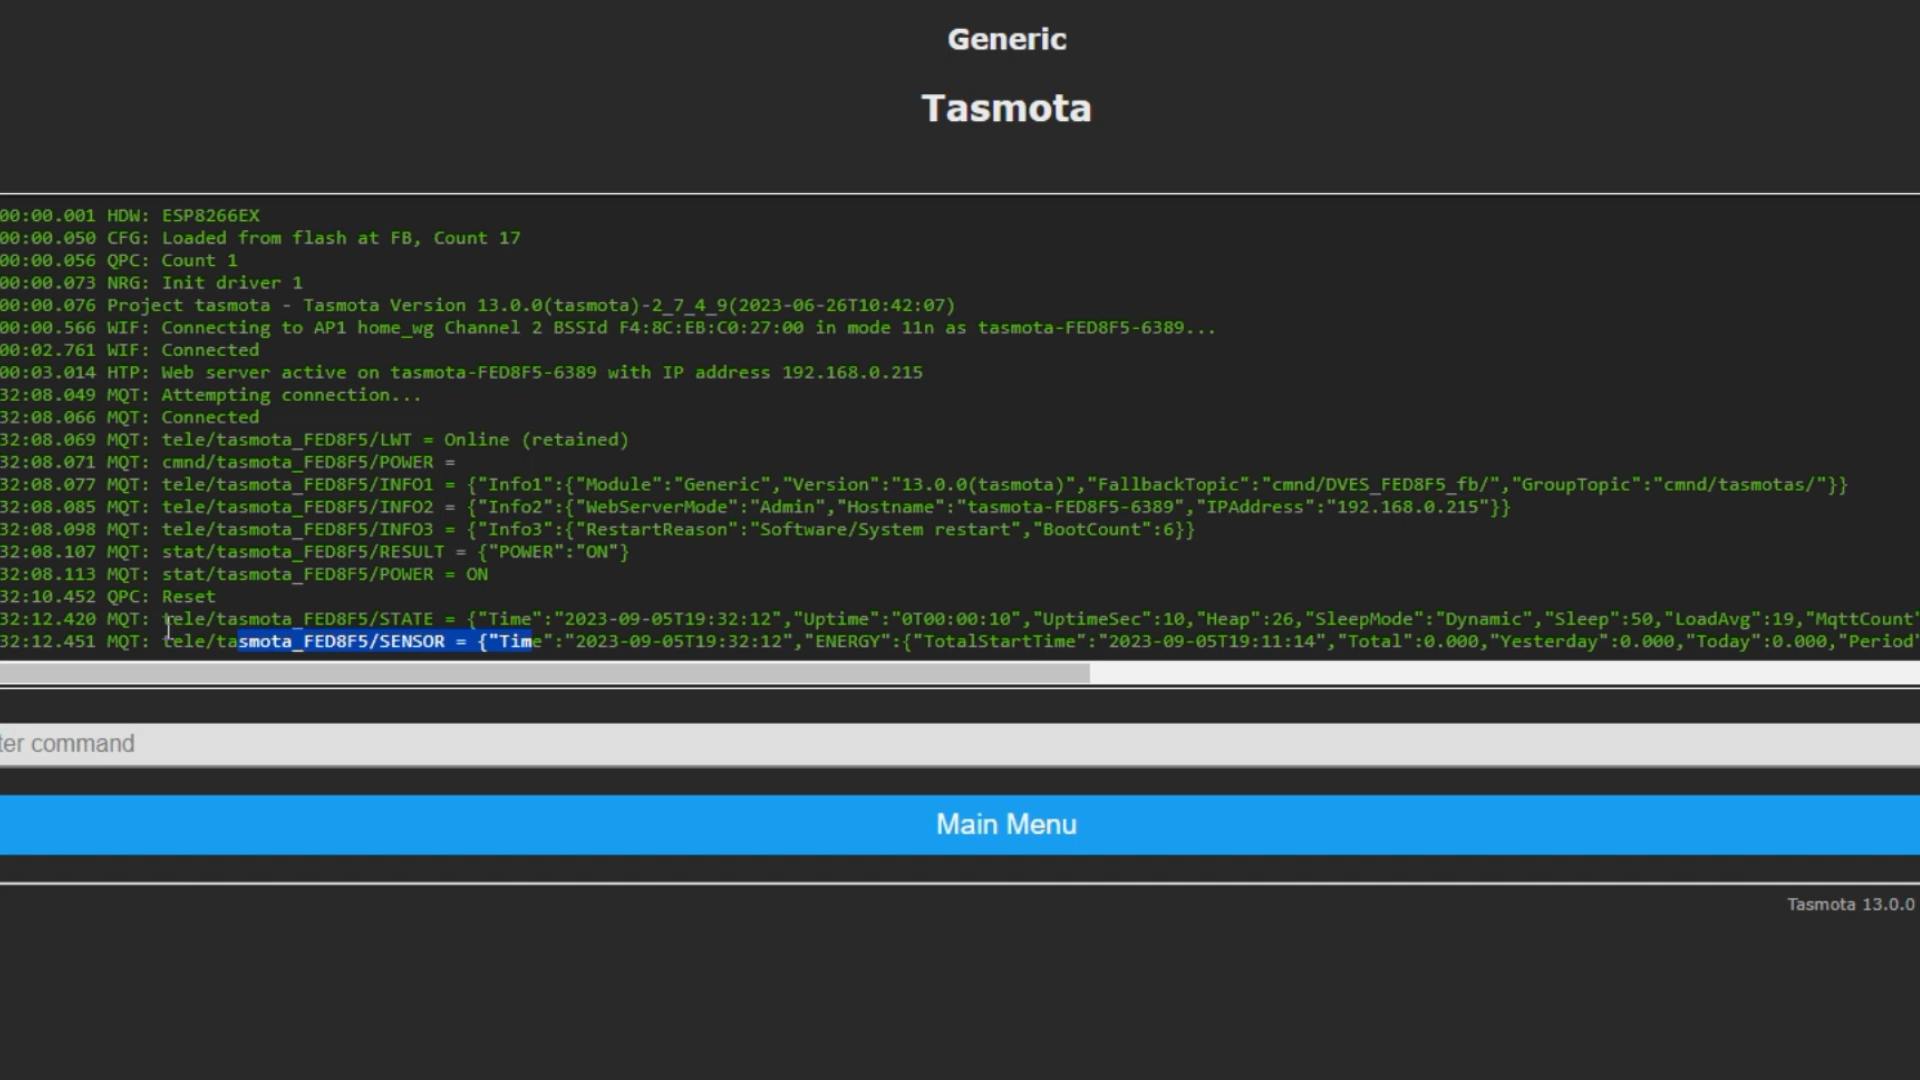 Generic
Tasmota
00:00.001 HDW: ESP8266EX
00:00.050 CFG: Loaded from flash at FB, Count 17
00:00.056 QPC: Count 1
00:00.073 NRG: Init driver 1
00:00.076 Project tasmota - Tasmota Version 13.0.0(tasmota)-2_7_4_9(2023-06-26T10:42:07)
00:00.566 WIF: Connecting to AP1 home_wg Channel 2 BSSId F4:8C:EB:C0:27:00 in mode 11n as tasmota-FED8F5-6389...
00:02.761 WIF: Connected
00:03.014 HTP: Web server active on tasmota-FED8F5-6389 with IP address 192.168.0.215
32:08.049 MQT: Attempting connection...
32:08.066 MQT: Connected
32:08.069 MQT: tele/tasmota_FED8F5/LWT = Online (retained)
32:08.071 MQT: cmnd/tasmota_FED8F5/POWER =
32:08.077 MQT: tele/tasmota_FED8F5/INFO1 = {"Info1":{"Module":"Generic","Version":"13.0.0(tasmota)","FallbackTopic":"cmnd/DVES_FED8F5_fb/","GroupTopic":"cmnd/tasmotas/"}}
32:08.085 MQT: tele/tasmota_FED8F5/INFO2 = {"Info2":{"WebServerMode":"Admin","Hostname":"tasmota-FED8F5-6389","IPAddress":"192.168.0.215"}}
32:08.098 MQT: tele/tasmota_FED8F5/INFO3 = {"Info3":{"RestartReason":"Software/System restart","BootCount":6}}
32:08.107 MQT: stat/tasmota_FED8F5/RESULT = {"POWER":"ON"}
32:08.113 MQT: stat/tasmota_FED8F5/POWER = ON
32:10.452 QPC: Reset
32:12.420 MQT: tele/tasmota_FED8F5/STATE = {"Time":"2023-09-05T19:32:12","Uptime":"0T00:00:10","UptimeSec":10,"Heap":26,"SleepMode":"Dynamic","Sleep":50,"LoadAvg":19,"MqttCount"
32:12.451 MQT: tele/tasmota_FED8F5/SENSOR = {"Time":"2023-09-05T19:32:12","ENERGY":{"TotalStartTime":"2023-09-05T19:11:14","Total":0.000,"Yesterday":0.000,"Today":0.000,"Period"
ter command
Main Menu
Tasmota 13.0.0